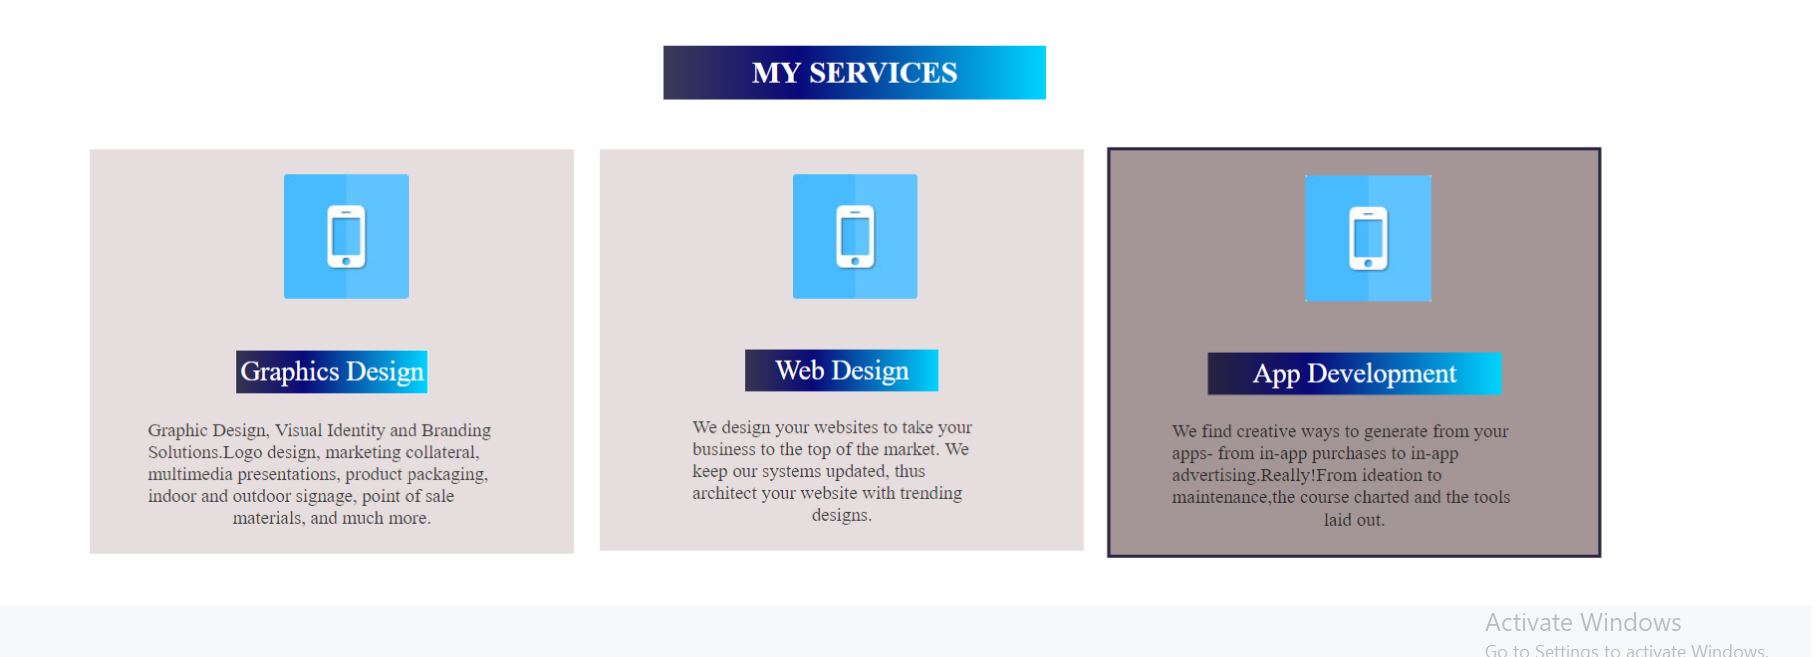 MY SERVICES
Graphics Design
Graphic Design, Visual Identity and Branding
Solutions.Logo design, marketing collateral,
multimedia presentations, product packaging,
indoor and outdoor signage, point of sale
materials, and much more.
Web Design
We design your websites to take your
business to the top of the market. We
keep our systems updated, thus
architect your website with trending
designs.
App Development
We find creative ways to generate from your
apps- from in-app purchases to in-app
advertising.Really!From ideation to
maintenance,the course charted and the tools
laid out.
Activate Windows
Go to Settings to activate Windows.